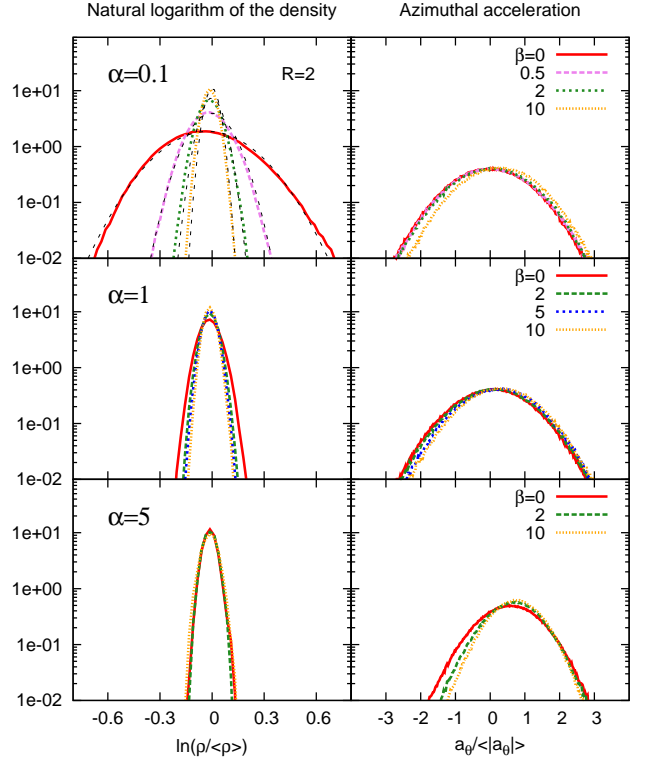 Natural logarithm of the density
Azimuthal acceleration
α=0.1
R=2
1e+01
1e+00
1e-01
1e-02
β=0
0.5
2
10
α=1
1e+01
1e+00
1e-01
1e-02
β=0
2
5
10
α=5
1e+01
1e+00
1e-01
1e-02
β=0
2
10
-0.6 -0.3 0 0.3 0.6
-3 -2 -1 0 1 2 3
ln(ρ/<ρ>)
a_θ/<|a_θ|>